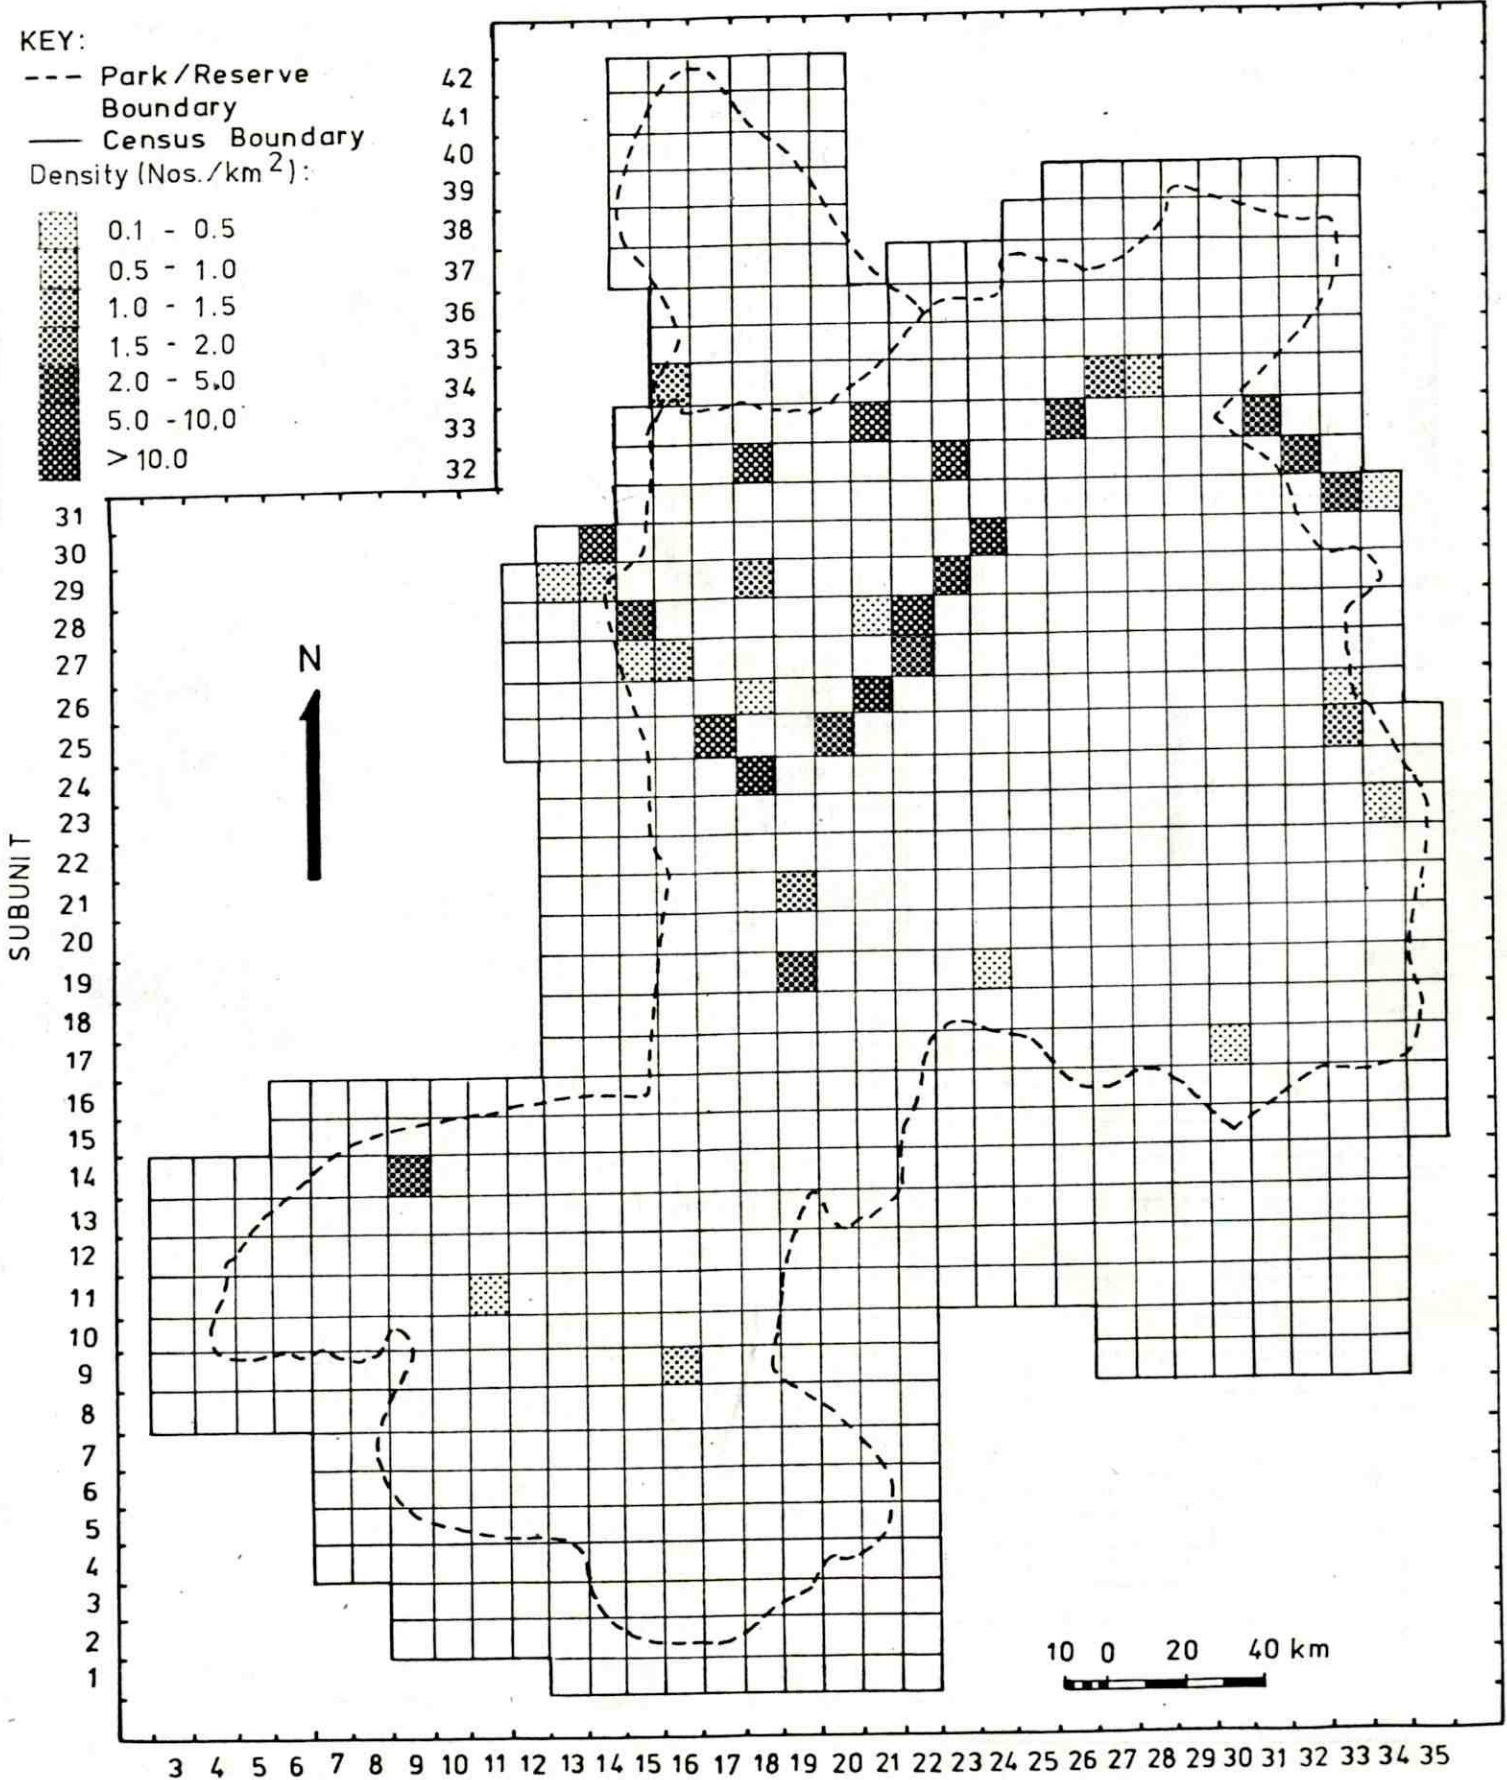 KEY:
--- Park/Reserve
Boundary
— Census Boundary
Density (Nos./km2):
0.1 - 0.5
0.5 - 1.0
1.0 - 1.5
1.5 - 2.0
2.0 - 5.0
5.0 - 10.0
> 10.0
42
41
40
39
38
37
36
35
34
33
32
31
30
29
28
27
26
25
24
23
22
21
20
19
18
17
16
15
14
13
12
11
10
9
8
7
6
5
4
3
2
1
SUBUNIT
N
10 0 20 40 km
3 4 5 6 7 8 9 10 11 12 13 14 15 16 17 18 19 20 21 22 23 24 25 26 27 28 29 30 31 32 33 34 35